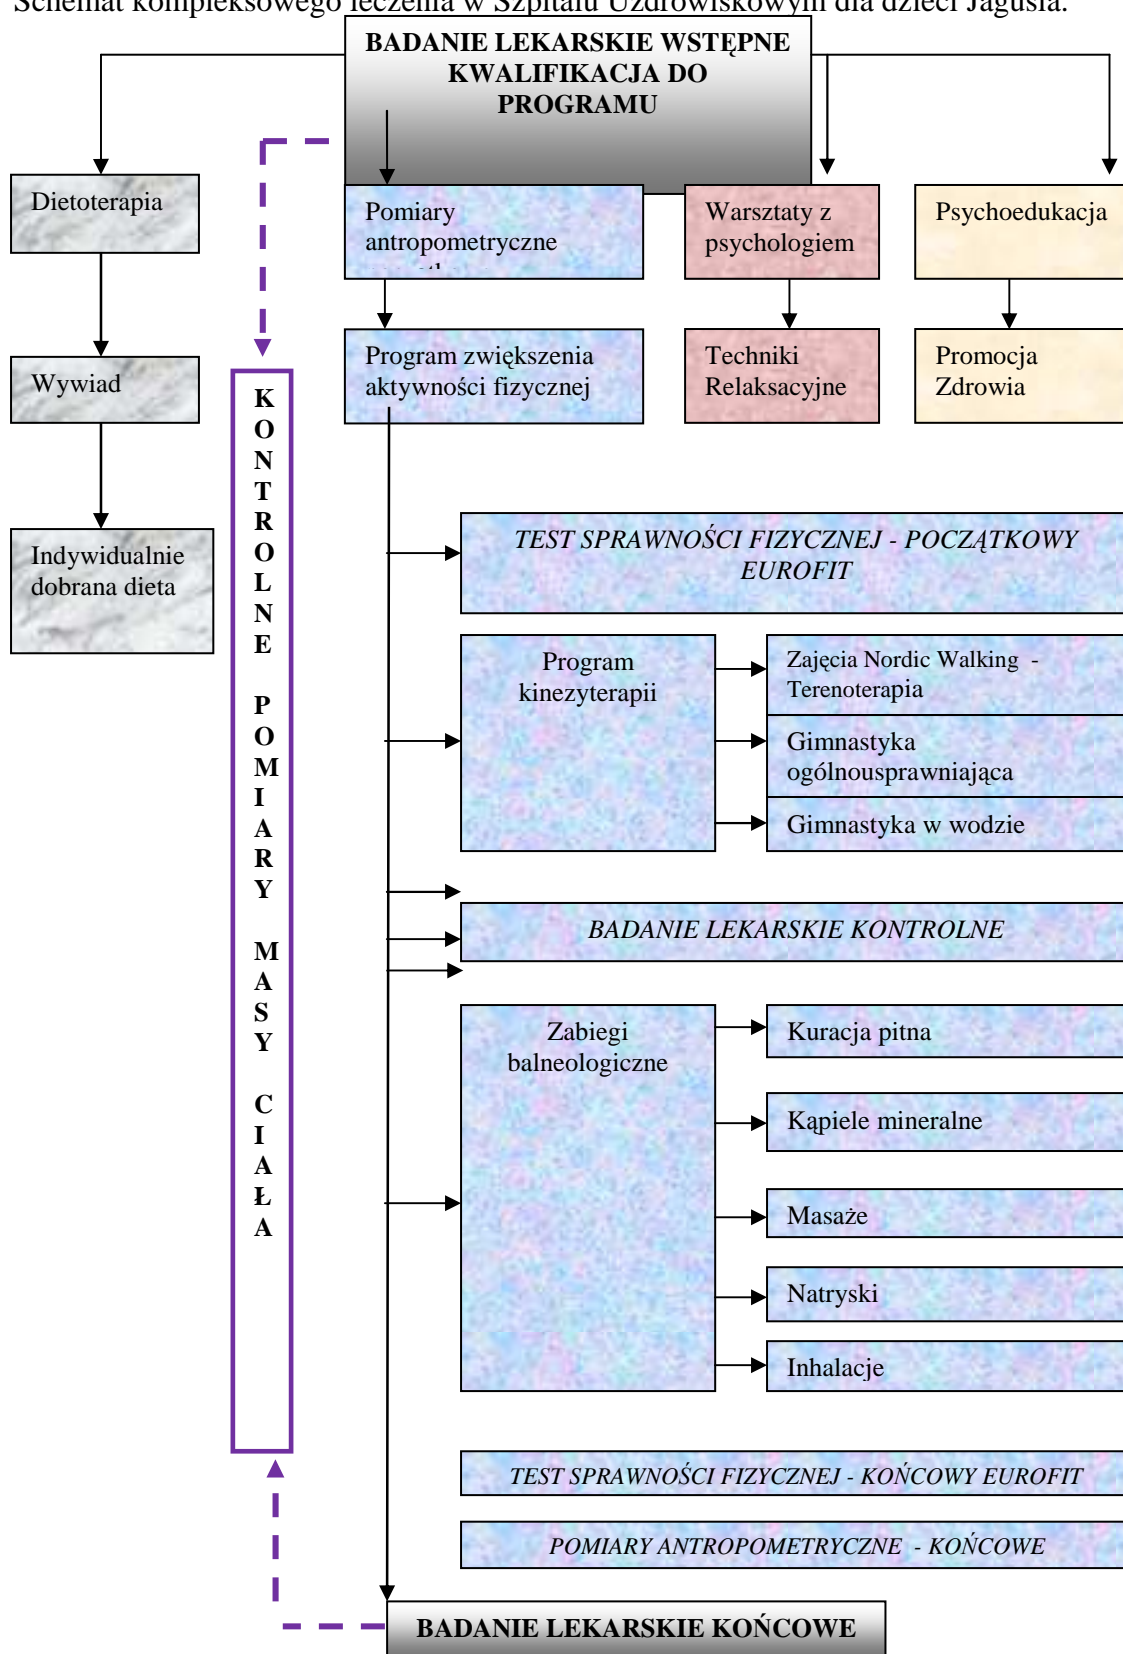 Schemat kompleksowego leczenia w Szpitalu Uzdrowiskowym dla dzieci Jagusia.
BADANIE LEKARSKIE WSTĘPNE
KWALIFIKACJA DO
PROGRAMU
Dietoterapia
Pomiary
antropometryczne
Warsztaty z
psychologiem
Psychoedukacja
Wywiad
Program zwiększenia
aktywności fizycznej
Techniki
Relaksacyjne
Promocja
Zdrowia
Indywidualnie
dobrana dieta
KONTROLNE POMIARY MASY CIAŁA
TEST SPRAWNOŚCI FIZYCZNEJ - POCZĄTKOWY
EUROFIT
Program
kinezyterapii
Zajęcia Nordic Walking -
Terenoterapia
Gimnastyka
ogólnousprawniająca
Gimnastyka w wodzie
BADANIE LEKARSKIE KONTROLNE
Zabiegi
balneologiczne
Kuracja pitna
Kąpiele mineralne
Masaże
Natryski
Inhalacje
TEST SPRAWNOŚCI FIZYCZNEJ - KOŃCOWY EUROFIT
POMIARY ANTROPOMETRYCZNE - KOŃCOWE
BADANIE LEKARSKIE KOŃCOWE